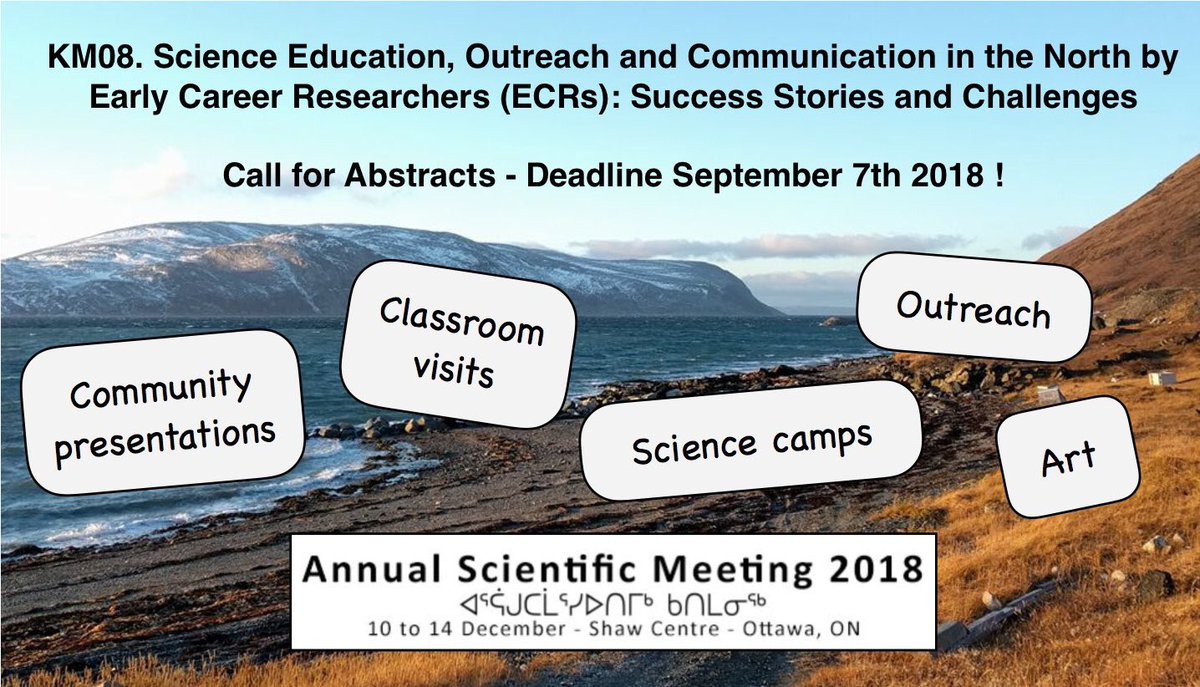 KM08. Science Education, Outreach and Communication in the North by
Early Career Researchers (ECRs): Success Stories and Challenges
Call for Abstracts - Deadline September 7th 2018 !
Community
presentations
Classroom
visits
Science camps
Outreach
Art
Annual Scientific Meeting 2018
ᐊᕐᕌᒍᑕᒫᕐᓯᐅᑎᒥᒃ ᑲᑎᒪᓂᖅ
10 to 14 December - Shaw Centre - Ottawa, ON